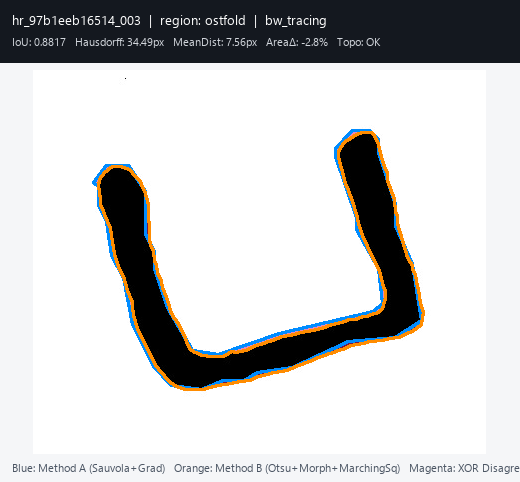 hr_97b1eeb16514_003 | region: ostfold | bw_tracing
IoU: 0.8817 Hausdorff: 34.49px MeanDist: 7.56px AreaΔ: -2.8% Topo: OK
Blue: Method A (Sauvola+Grad) Orange: Method B (Otsu+Morph+MarchingSq) Magenta: XOR Disagre